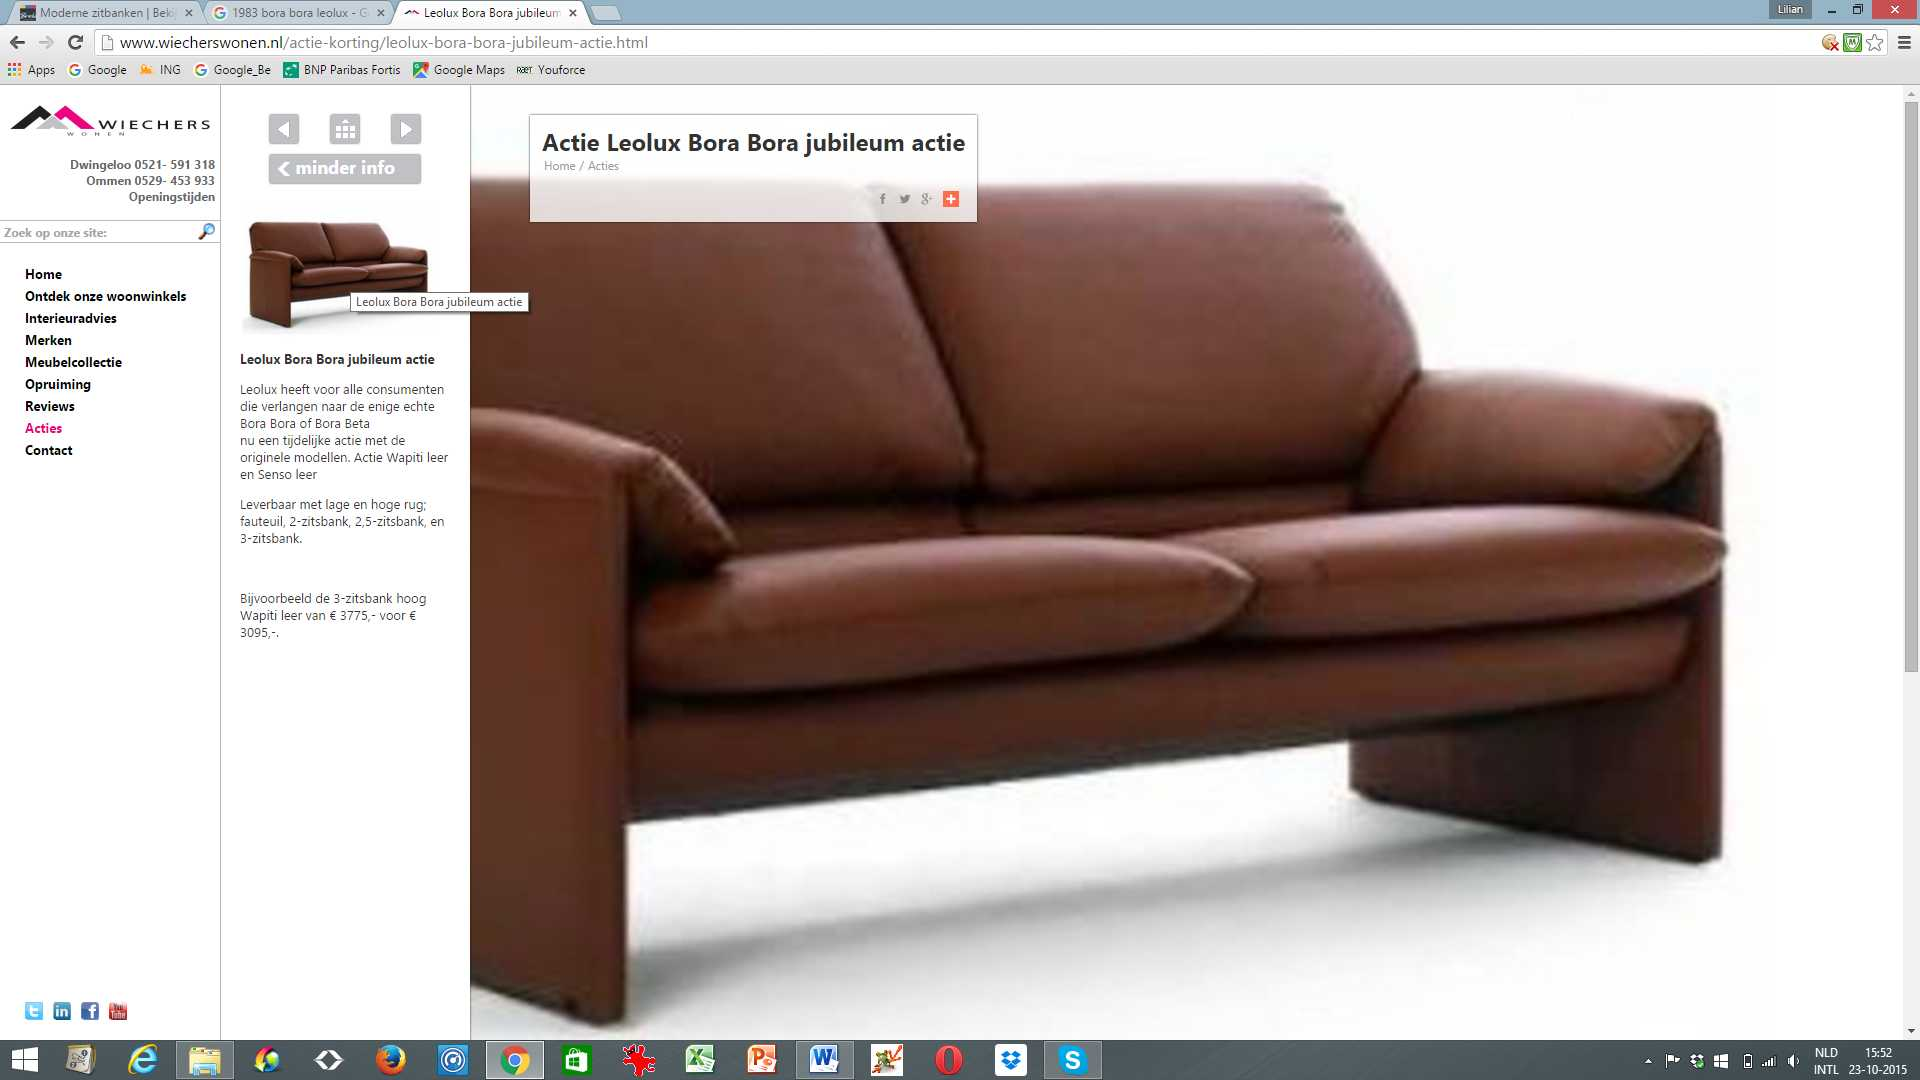 Moderne zitbanken | Beki
1983 bora bora leolux - G
Leolux Bora Bora jubileum
Lilian
www.wiecherswonen.nl/actie-korting/leolux-bora-bora-jubileum-actie.html
Apps
Google
ING
Google_Be
BNP Paribas Fortis
Google Maps
Youforce
WIECHERS
WONEN
Dwingeloo 0521- 591 318
Ommen 0529- 453 933
Openingstijden
Zoek op onze site:
Home
Ontdek onze woonwinkels
Interieuradvies
Merken
Meubelcollectie
Opruiming
Reviews
Acties
Contact
minder info
Leolux Bora Bora jubileum actie
Leolux Bora Bora jubileum actie
Leolux heeft voor alle consumenten
die verlangen naar de enige echte
Bora Bora of Bora Beta
nu een tijdelijke actie met de
originele modellen. Actie Wapiti leer
en Senso leer
Leverbaar met lage en hoge rug;
fauteuil, 2-zitsbank, 2,5-zitsbank, en
3-zitsbank.
Bijvoorbeeld de 3-zitsbank hoog
Wapiti leer van € 3775,- voor €
3095,-.
Actie Leolux Bora Bora jubileum actie
Home / Acties
NLD
INTL
15:52
23-10-2015